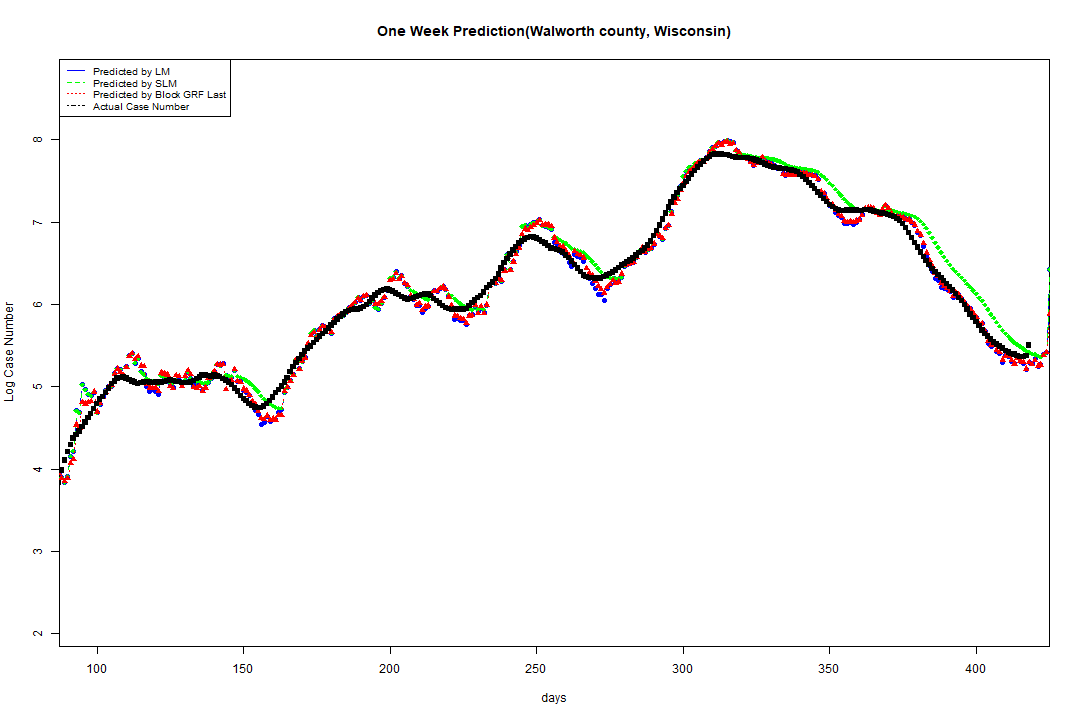 One Week Prediction(Walworth county, Wisconsin)
Predicted by LM
Predicted by SLM
Predicted by Block GRF Last
Actual Case Number
Log Case Number
8
7
6
5
4
3
2
100 150 200 250 300 350 400
days